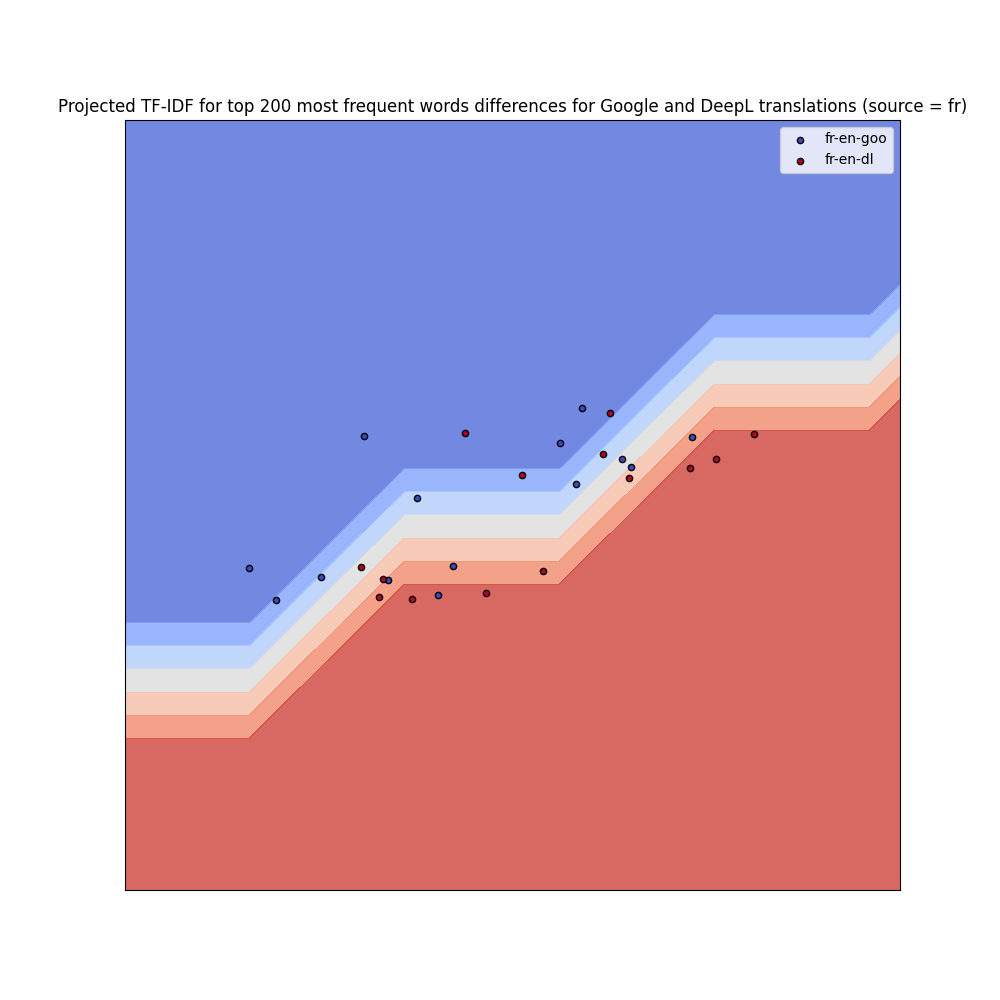 Projected TF-IDF for top 200 most frequent words differences for Google and DeepL translations (source = fr)
fr-en-goo
fr-en-dl